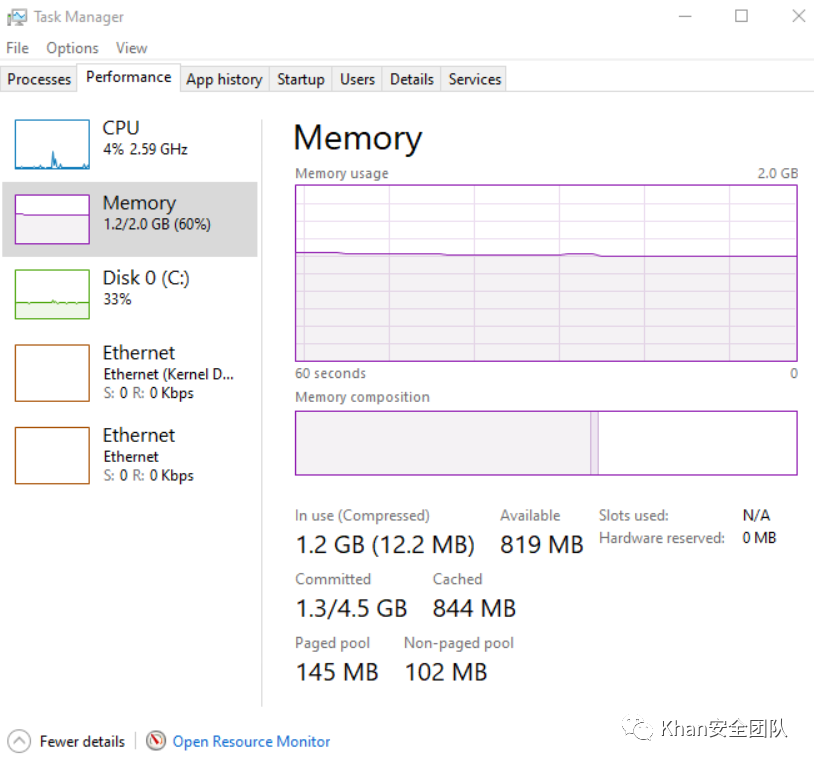 Task Manager
File Options View
Processes Performance App history Startup Users Details Services
CPU
4% 2.59 GHz
Memory
1.2/2.0 GB (60%)
Disk 0 (C:)
33%
Ethernet
Ethernet (Kernel D...
S: 0 R: 0 Kbps
Ethernet
Ethernet
S: 0 R: 0 Kbps
Memory
Memory usage 2.0 GB
60 seconds 0
Memory composition
In use (Compressed) Available Slots used: N/A
1.2 GB (12.2 MB) 819 MB Hardware reserved: 0 MB
Committed Cached
1.3/4.5 GB 844 MB
Paged pool Non-paged pool
145 MB 102 MB
Fewer details Open Resource Monitor
Khan安全团队